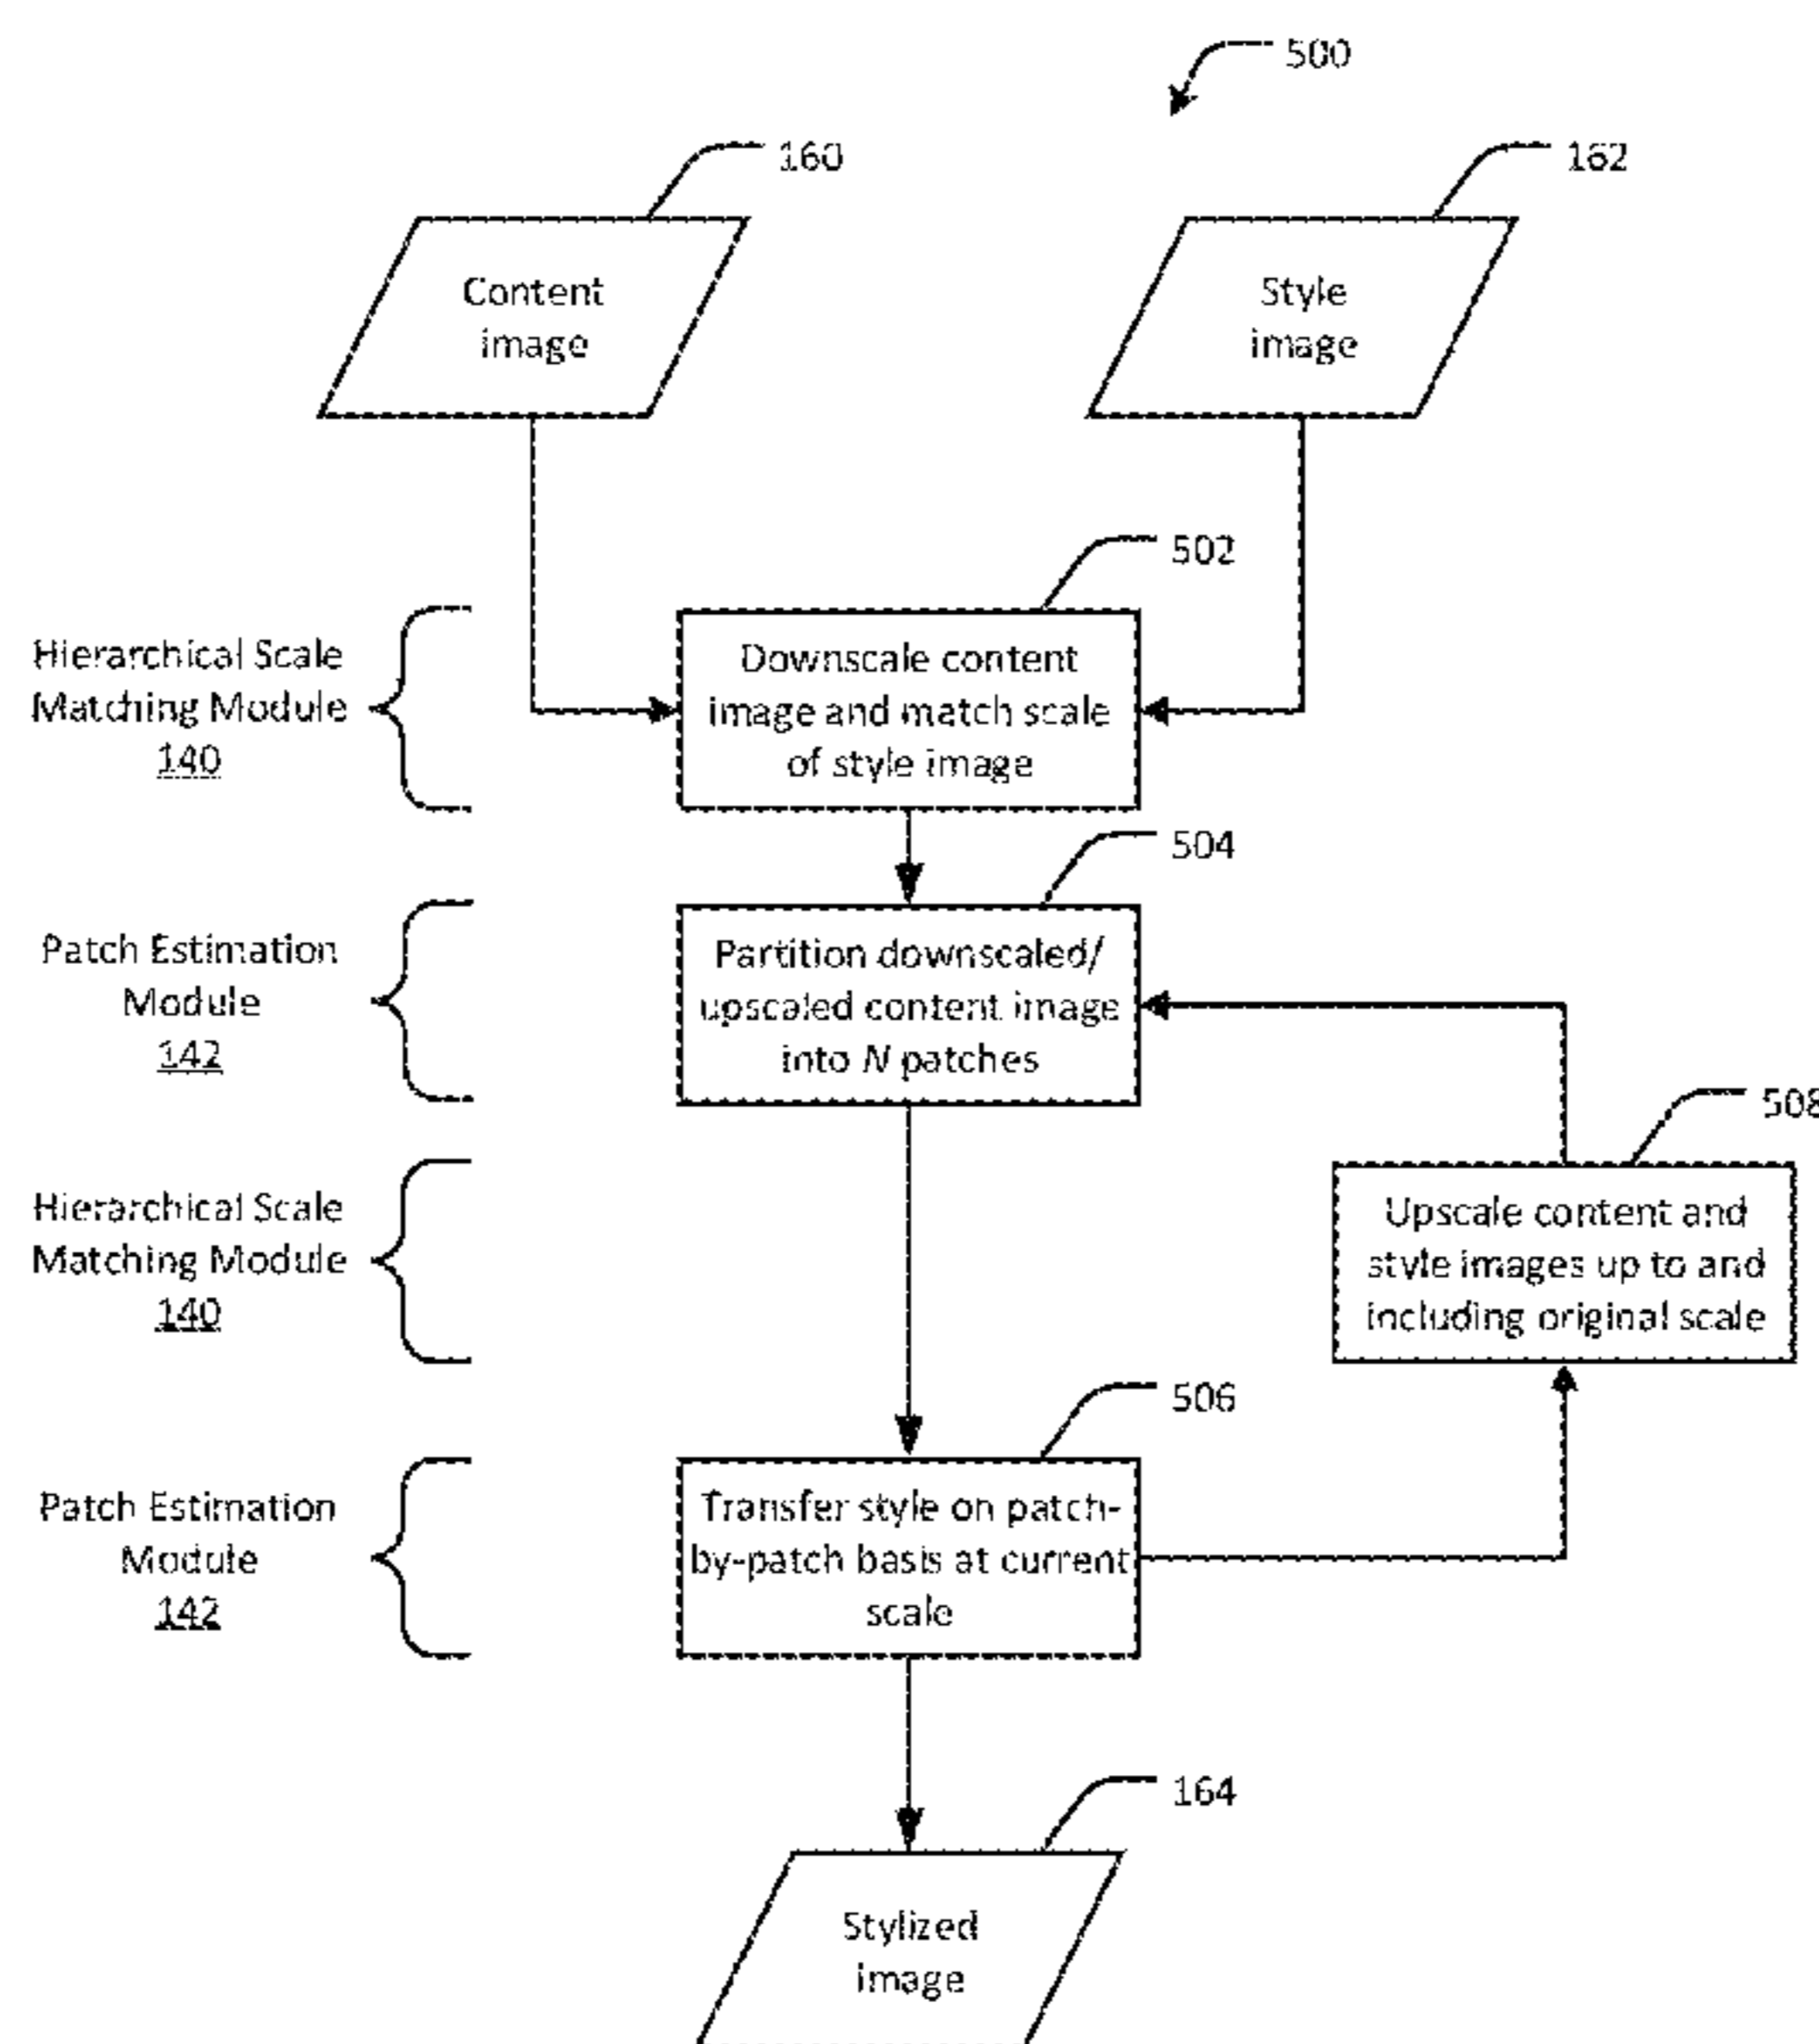 500
160
162
Content
image
Style
image
502
Hierarchical Scale
Matching Module
140
Downscale content
image and match scale
of style image
504
Patch Estimation
Module
142
Partition downscaled/
upscaled content image
into N patches
508
Hierarchical Scale
Matching Module
140
Upscale content and
style images up to and
including original scale
506
Patch Estimation
Module
142
Transfer style on patch-
by-patch basis at current
scale
164
Stylized
image